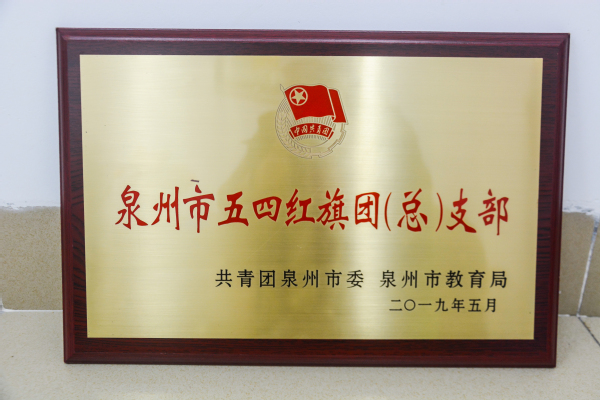 中国共青团
泉州市五四红旗团(总)支部
共青团泉州市委 泉州市教育局
二〇一九年五月